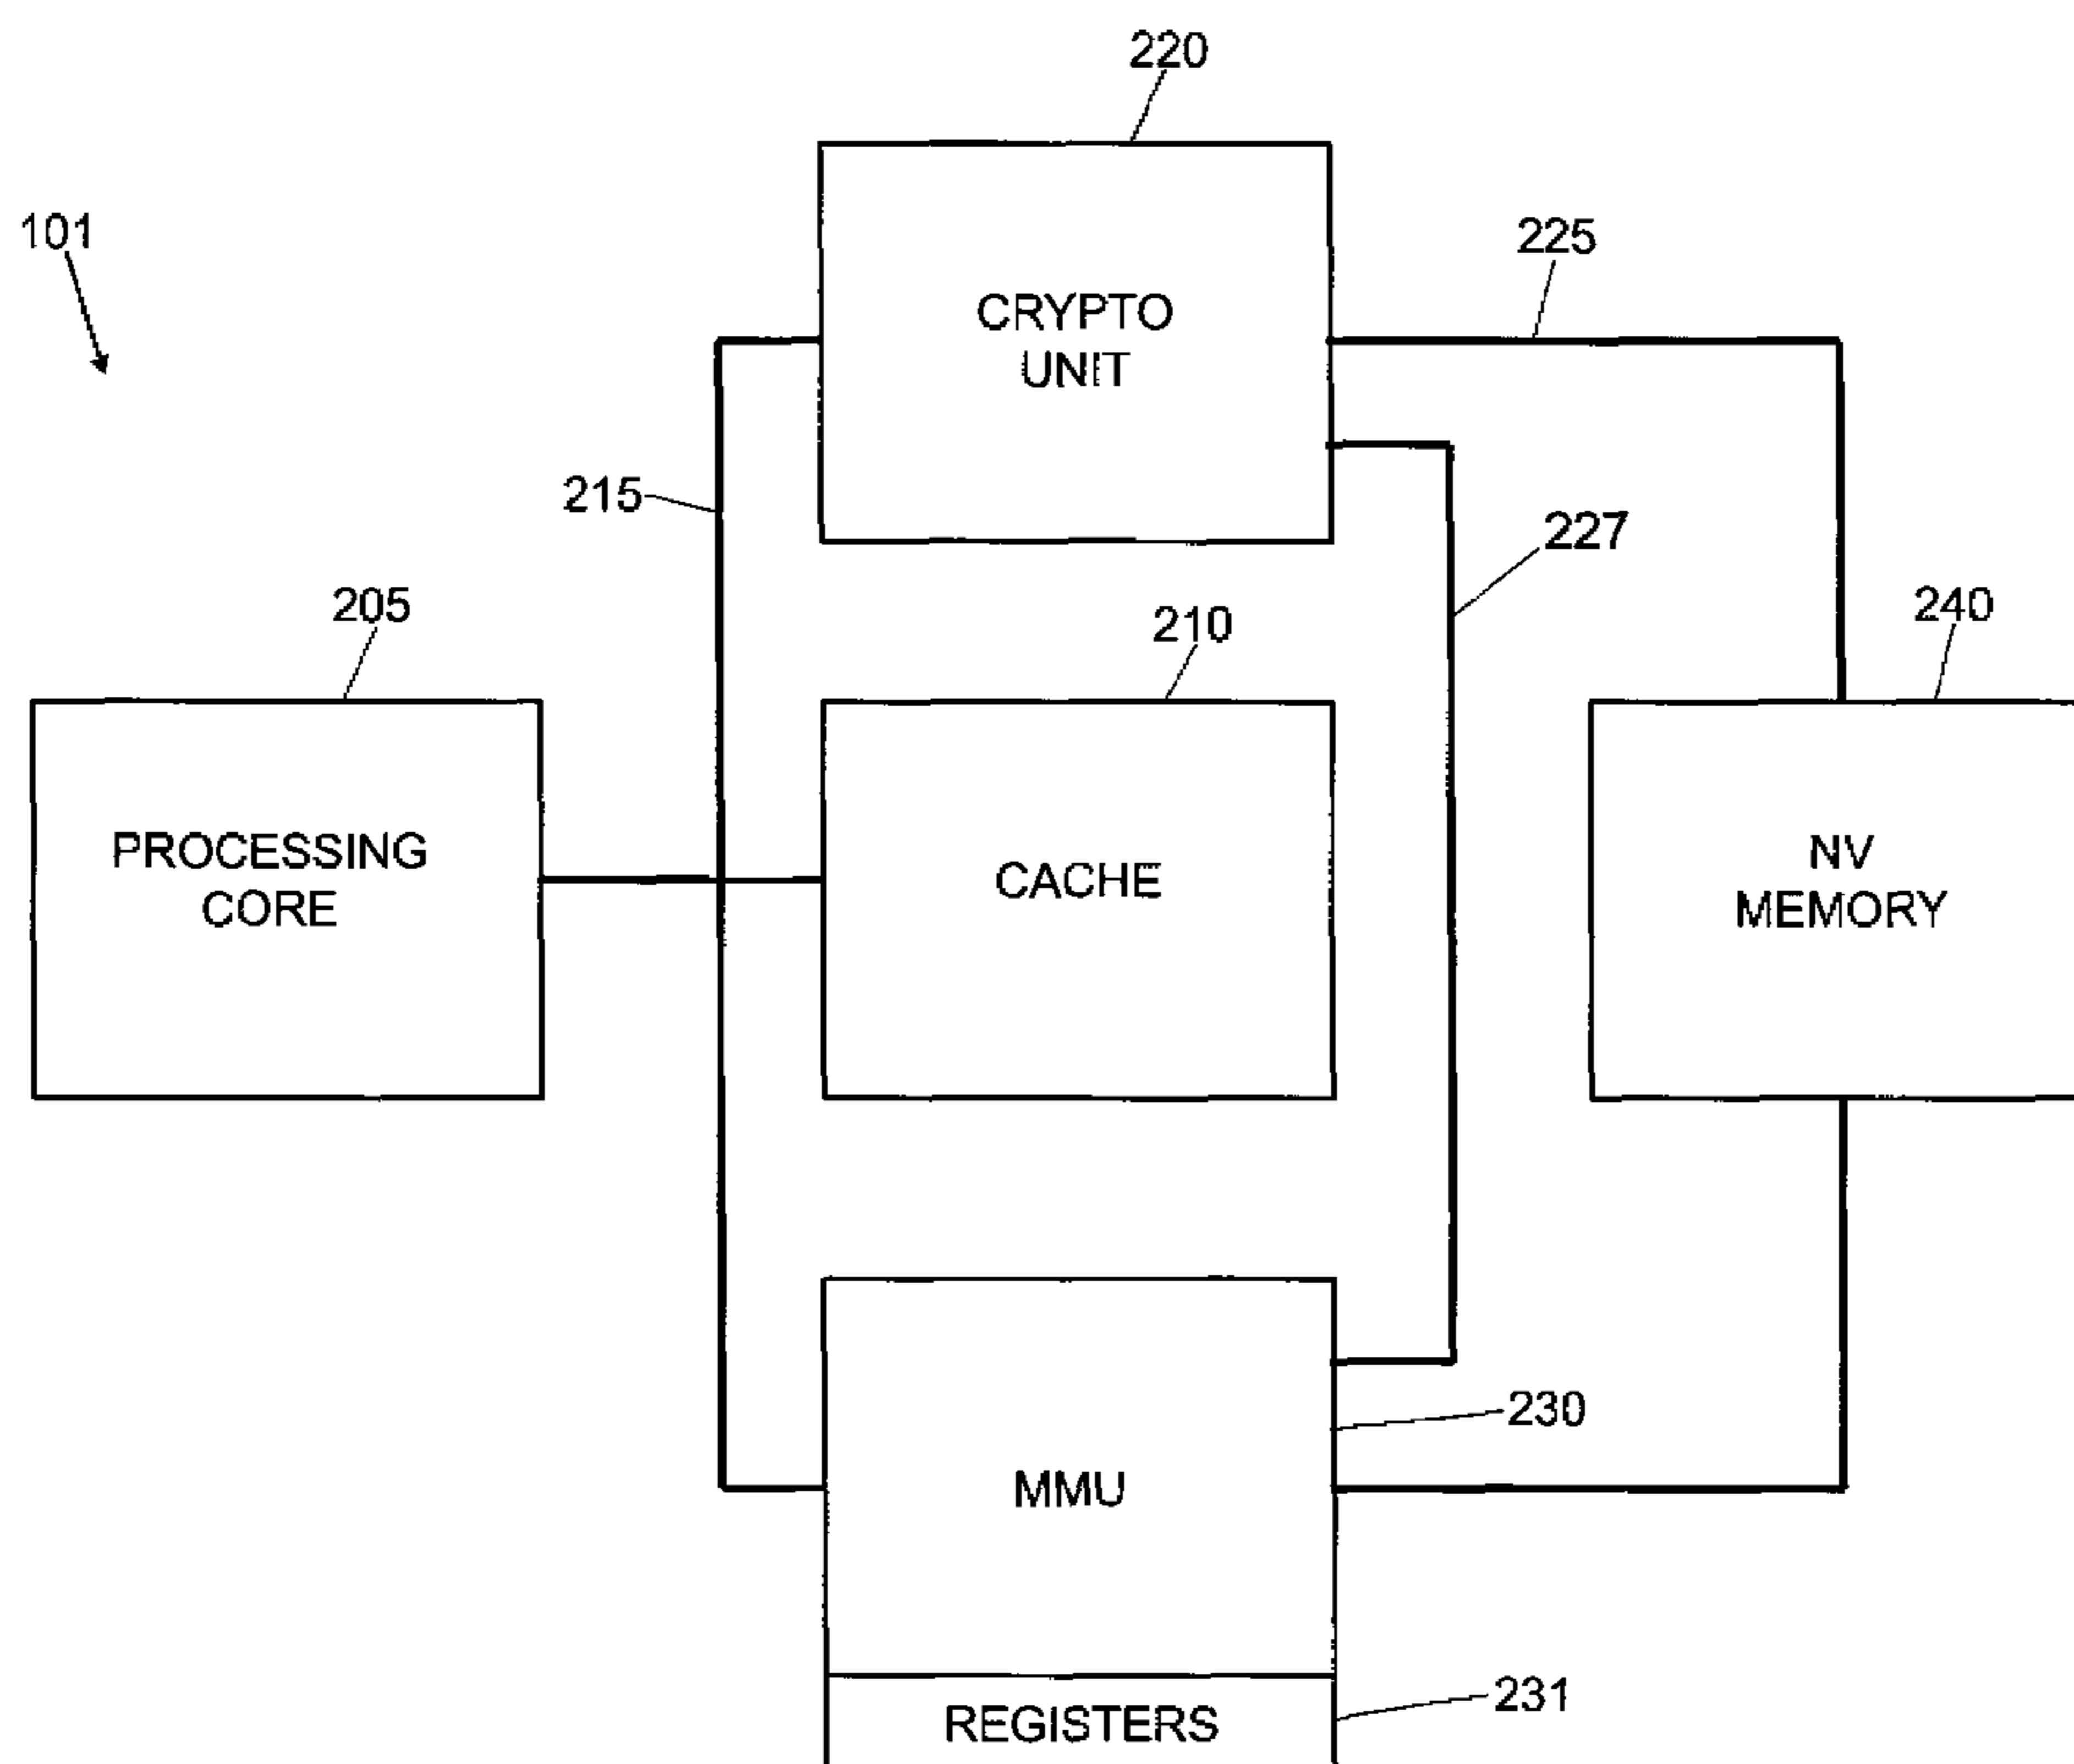 220
101
225
CRYPTO
UNIT
215
227
205
210
240
PROCESSING
CORE
CACHE
NV
MEMORY
230
MMU
231
REGISTERS